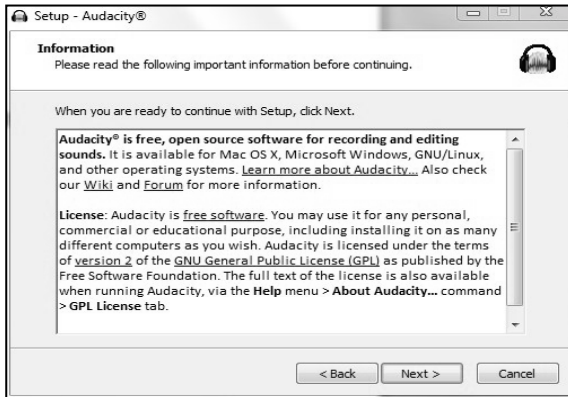 Setup - Audacity®
Information
Please read the following important information before continuing.
When you are ready to continue with Setup, click Next.
Audacity® is free, open source software for recording and editing
sounds. It is available for Mac OS X, Microsoft Windows, GNU/Linux,
and other operating systems. Learn more about Audacity... Also check
our Wiki and Forum for more information.
License: Audacity is free software. You may use it for any personal,
commercial or educational purpose, including installing it on as many
different computers as you wish. Audacity is licensed under the terms
of version 2 of the GNU General Public License (GPL) as published by the
Free Software Foundation. The full text of the license is also available
when running Audacity, via the Help menu > About Audacity... command
> GPL License tab.
< Back Next > Cancel